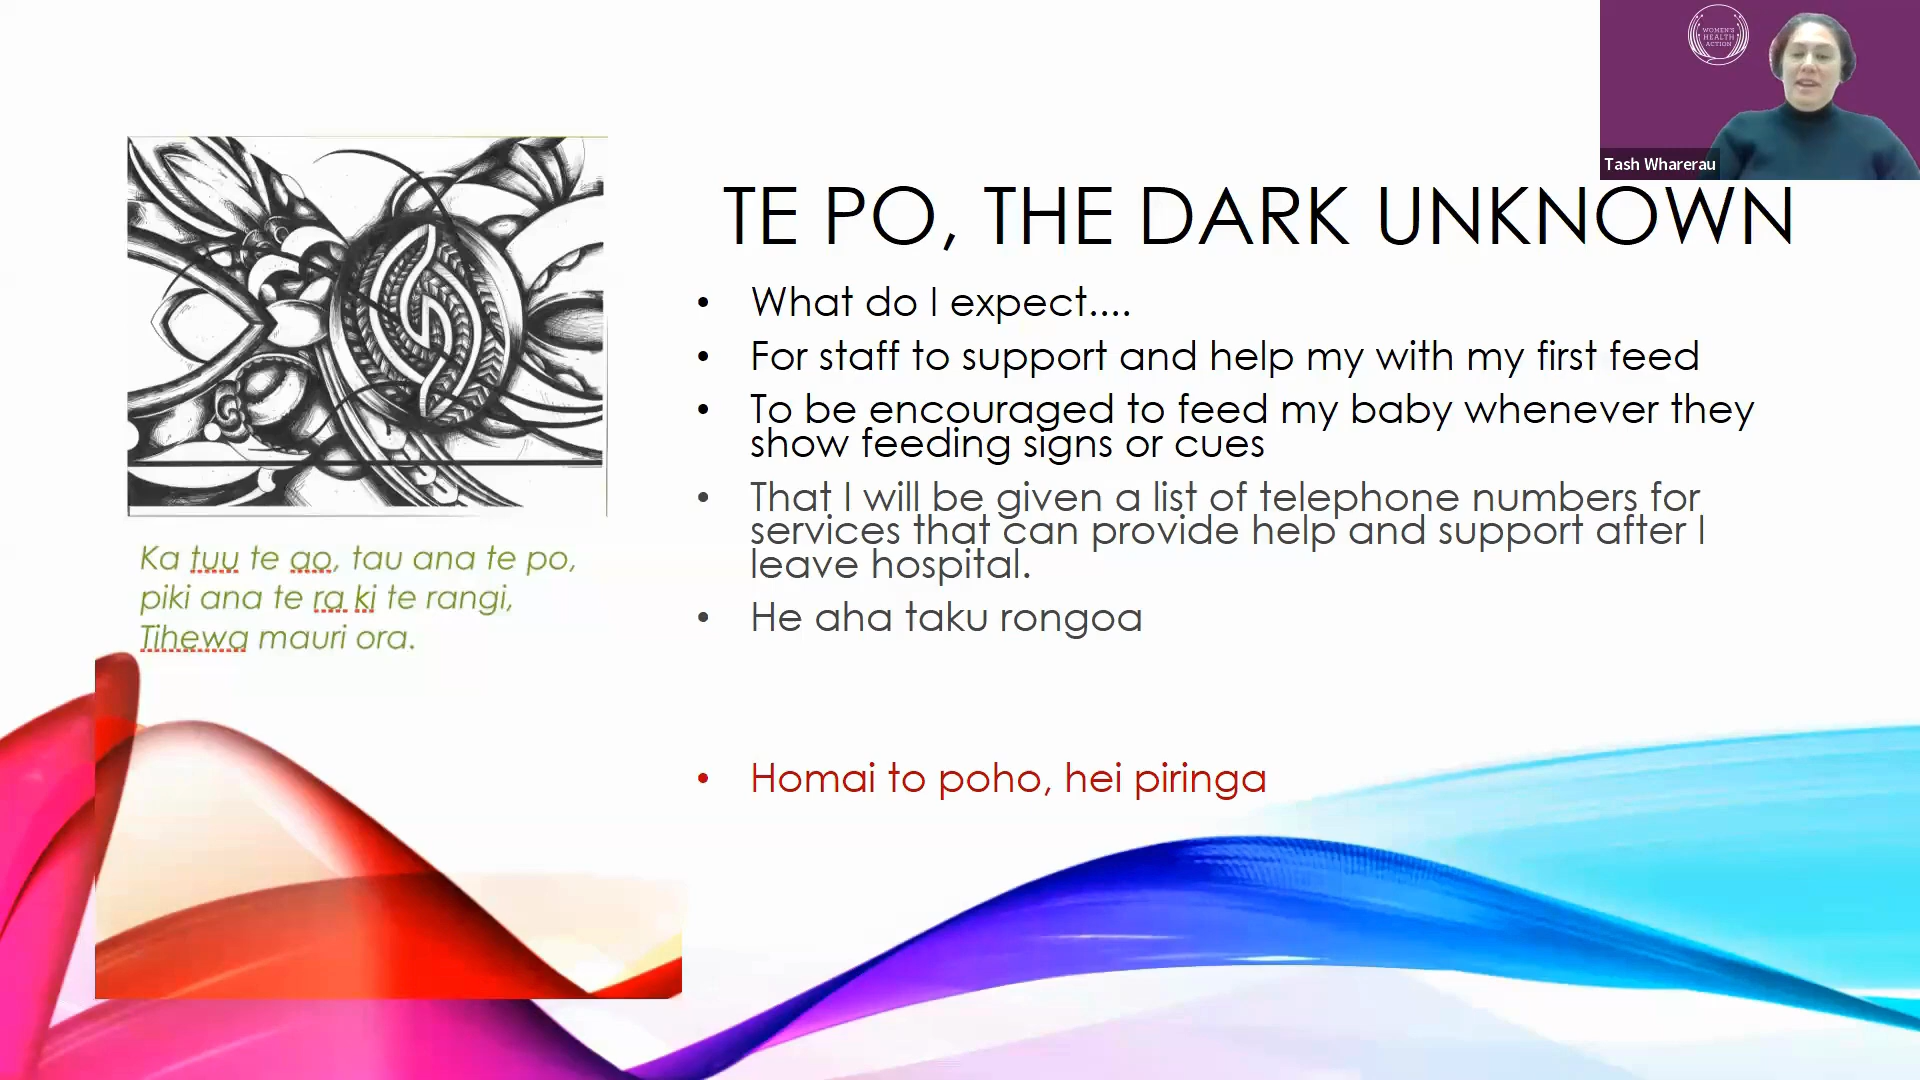 WOMEN'S
HEALTH
ACTION
Tash Wharerau
TE PO, THE DARK UNKNOWN
• What do I expect....
• For staff to support and help my with my first feed
• To be encouraged to feed my baby whenever they
show feeding signs or cues
• That I will be given a list of telephone numbers for
services that can provide help and support after I
leave hospital.
• He aha taku rongoa
• Homai to poho, hei piringa
Ka tuu te ao, tau ana te po,
piki ana te ra ki te rangi,
Tihewa mauri ora.